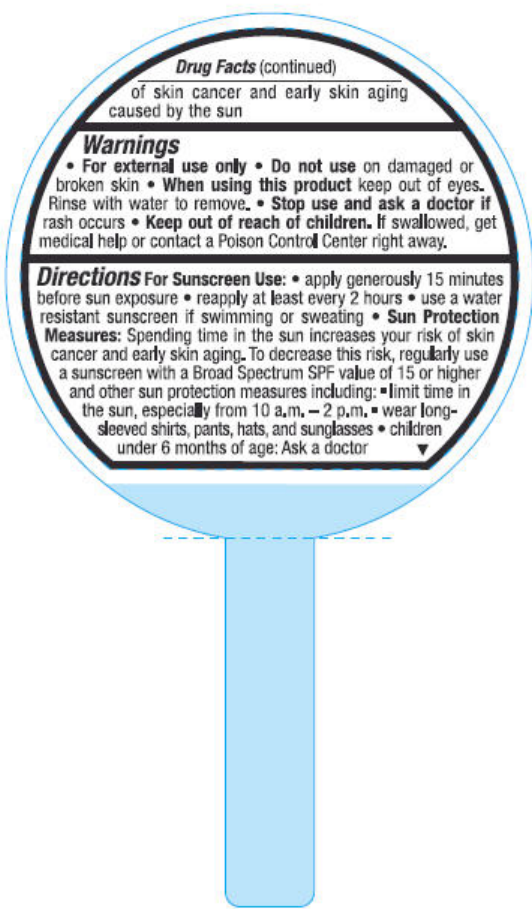 Drug Facts (continued)
of skin cancer and early skin aging
caused by the sun
Warnings
• For external use only • Do not use on damaged or
broken skin • When using this product keep out of eyes.
Rinse with water to remove. • Stop use and ask a doctor if
rash occurs • Keep out of reach of children. If swallowed, get
medical help or contact a Poison Control Center right away.
Directions For Sunscreen Use: • apply generously 15 minutes
before sun exposure • reapply at least every 2 hours • use a water
resistant sunscreen if swimming or sweating • Sun Protection
Measures: Spending time in the sun increases your risk of skin
cancer and early skin aging. To decrease this risk, regularly use
a sunscreen with a Broad Spectrum SPF value of 15 or higher
and other sun protection measures including: ▪ limit time in
the sun, especially from 10 a.m. – 2 p.m. ▪ wear long-
sleeved shirts, pants, hats, and sunglasses • children
under 6 months of age: Ask a doctor ▼